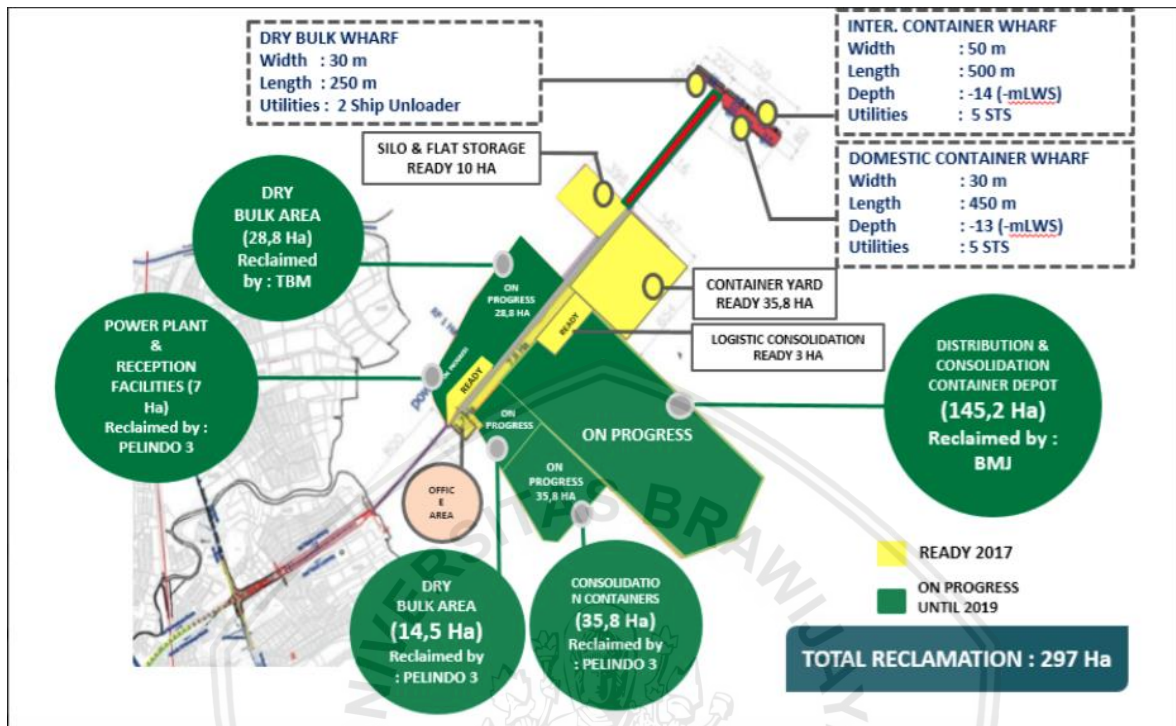 DRY BULK WHARF
Width : 30 m
Length : 250 m
Utilities : 2 Ship Unloader
INTER. CONTAINER WHARF
Width : 50 m
Length : 500 m
Depth : -14 (-mLWS)
Utilities : 5 STS
SILO & FLAT STORAGE
READY 10 HA
DOMESTIC CONTAINER WHARF
Width : 30 m
Length : 450 m
Depth : -13 (-mLWS)
Utilities : 5 STS
DRY
BULK AREA
(28,8 Ha)
Reclaimed
by : TBM
ON
PROGRESS
28,8 HA
CONTAINER YARD
READY 35,8 HA
READY
LOGISTIC CONSOLIDATION
READY 3 HA
POWER PLANT
&
RECEPTION
FACILITIES (7
Ha)
Reclaimed by :
PELINDO 3
READY
DISTRIBUTION &
CONSOLIDATION
CONTAINER DEPOT
(145,2 Ha)
Reclaimed by :
BMJ
ON
PROGRESS
ON PROGRESS
ON
PROGRESS
35,8 HA
OFFIC
E
AREA
DRY
BULK AREA
(14,5 Ha)
Reclaimed by
: PELINDO 3
CONSOLIDATIO
N CONTAINERS
(35,8 Ha)
Reclaimed by
: PELINDO 3
READY 2017
ON PROGRESS
UNTIL 2019
TOTAL RECLAMATION : 297 Ha
UNIVERSITAS BRAWIJAY